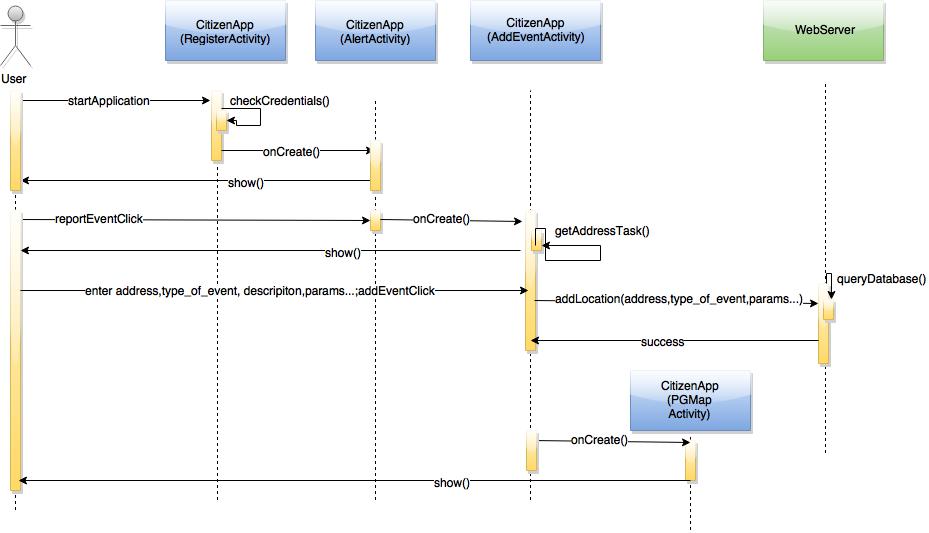 CitizenApp
(RegisterActivity)
CitizenApp
(AlertActivity)
CitizenApp
(AddEventActivity)
WebServer
User
startApplication
checkCredentials()
onCreate()
show()
reportEventClick
onCreate()
getAddressTask()
show()
queryDatabase()
enter address,type_of_event, descripiton,params...;addEventClick
addLocation(address,type_of_event,params...)
success
CitizenApp
(PGMap
Activity)
onCreate()
show()